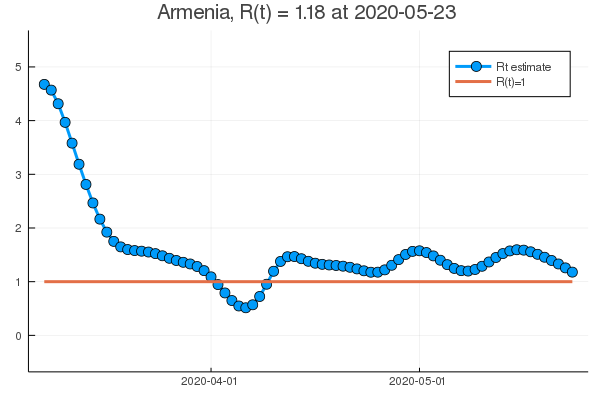 Armenia, R(t) = 1.18 at 2020-05-23
Rt estimate
R(t)=1
5
4
3
2
1
0
2020-04-01
2020-05-01